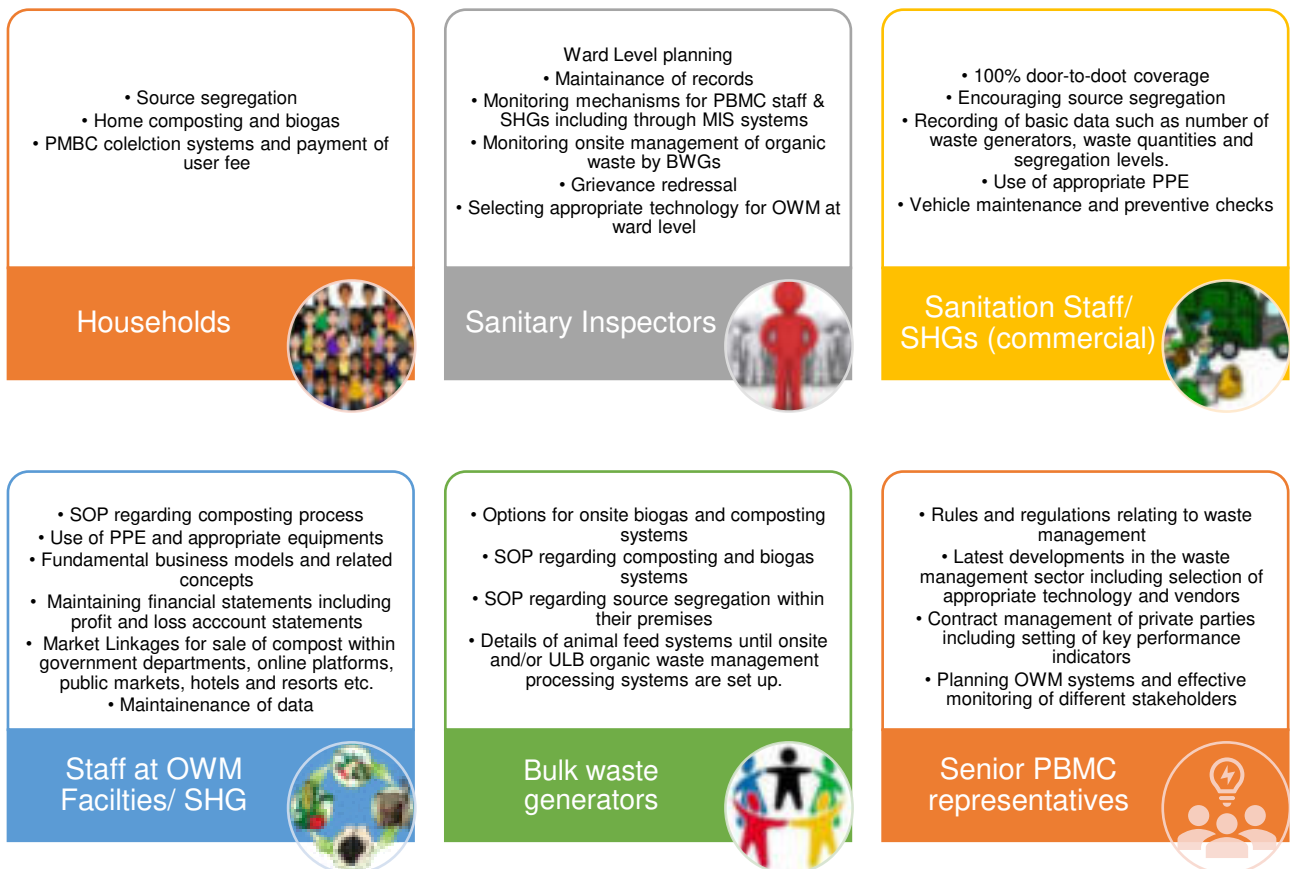 • Source segregation
• Home composting and biogas
• PMBC colelction systems and payment of
user fee
Households
Ward Level planning
• Maintainance of records
• Monitoring mechanisms for PBMC staff &
SHGs including through MIS systems
• Monitoring onsite management of organic
waste by BWGs
• Grievance redressal
• Selecting appropriate technology for OWM at
ward level
Sanitary Inspectors
• 100% door-to-doot coverage
• Encouraging source segregation
• Recording of basic data such as number of
waste generators, waste quantities and
segregation levels.
• Use of appropriate PPE
• Vehicle maintenance and preventive checks
Sanitation Staff/
SHGs (commercial)
• SOP regarding composting process
• Use of PPE and appropriate equipments
• Fundamental business models and related
concepts
• Maintaining financial statements including
profit and loss acccount statements
• Market Linkages for sale of compost within
government departments, online platforms,
public markets, hotels and resorts etc.
• Maintainenance of data
Staff at OWM
Facilties/ SHG
• Options for onsite biogas and composting
systems
• SOP regarding composting and biogas
systems
• SOP regarding source segregation within
their premises
• Details of animal feed systems until onsite
and/or ULB organic waste management
processing systems are set up.
Bulk waste
generators
• Rules and regulations relating to waste
management
• Latest developments in the waste
management sector including selection of
appropriate technology and vendors
• Contract management of private parties
including setting of key performance
indicators
• Planning OWM systems and effective
monitoring of different stakeholders
Senior PBMC
representatives